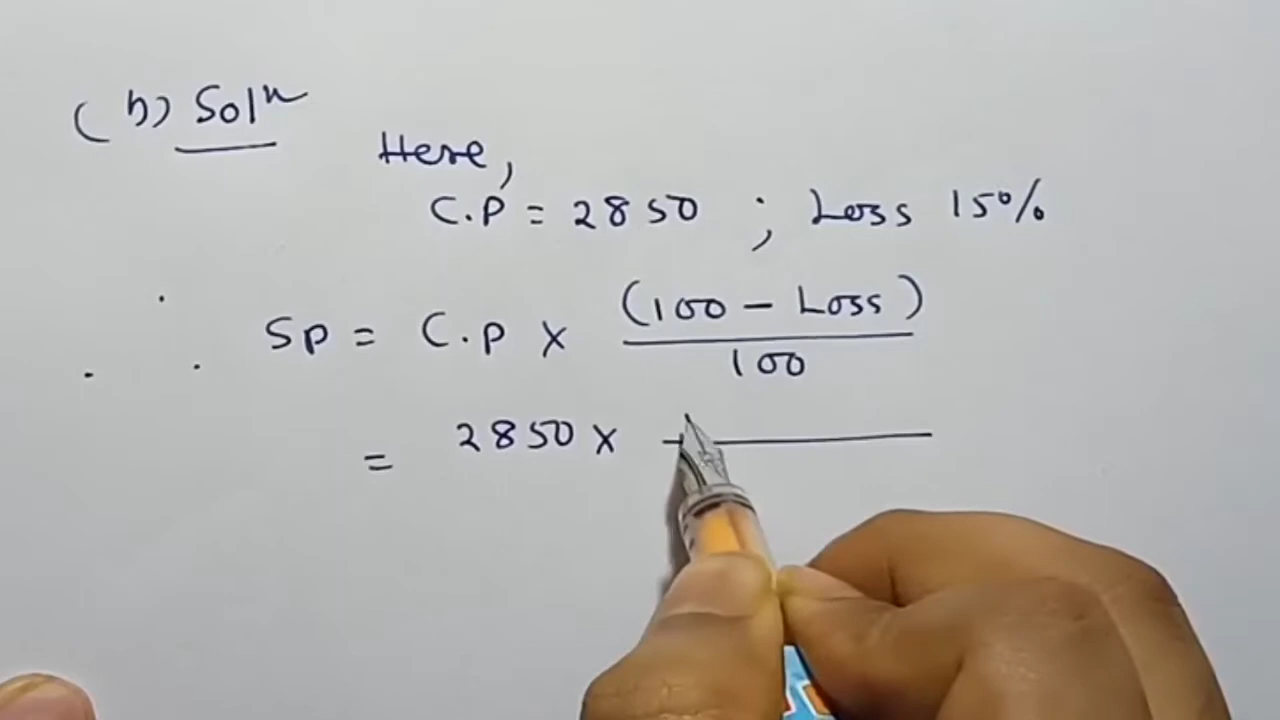 (b) Solⁿ
Here,
C.P = 2850 ; Loss 15%
SP = C.P × (100 - Loss)
100
= 2850 ×